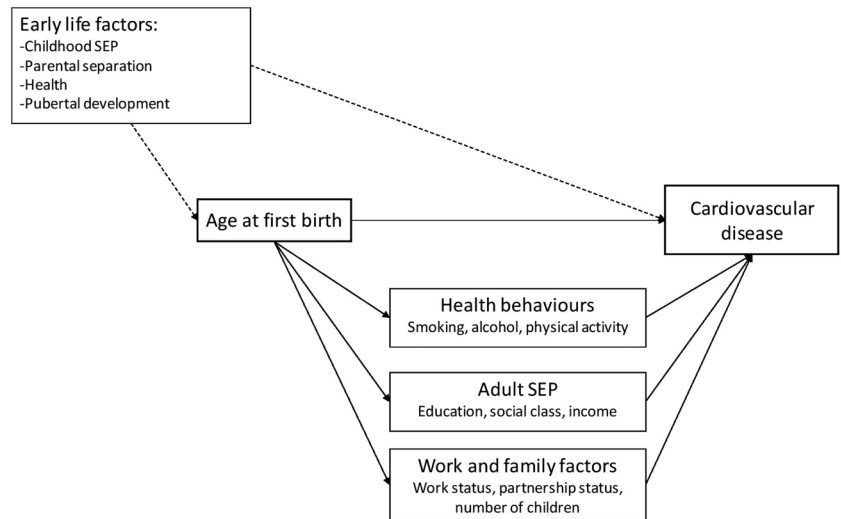 Early life factors:
-Childhood SEP
-Parental separation
-Health
-Pubertal development
Age at first birth
Cardiovascular
disease
Health behaviours
Smoking, alcohol, physical activity
Adult SEP
Education, social class, income
Work and family factors
Work status, partnership status,
number of children